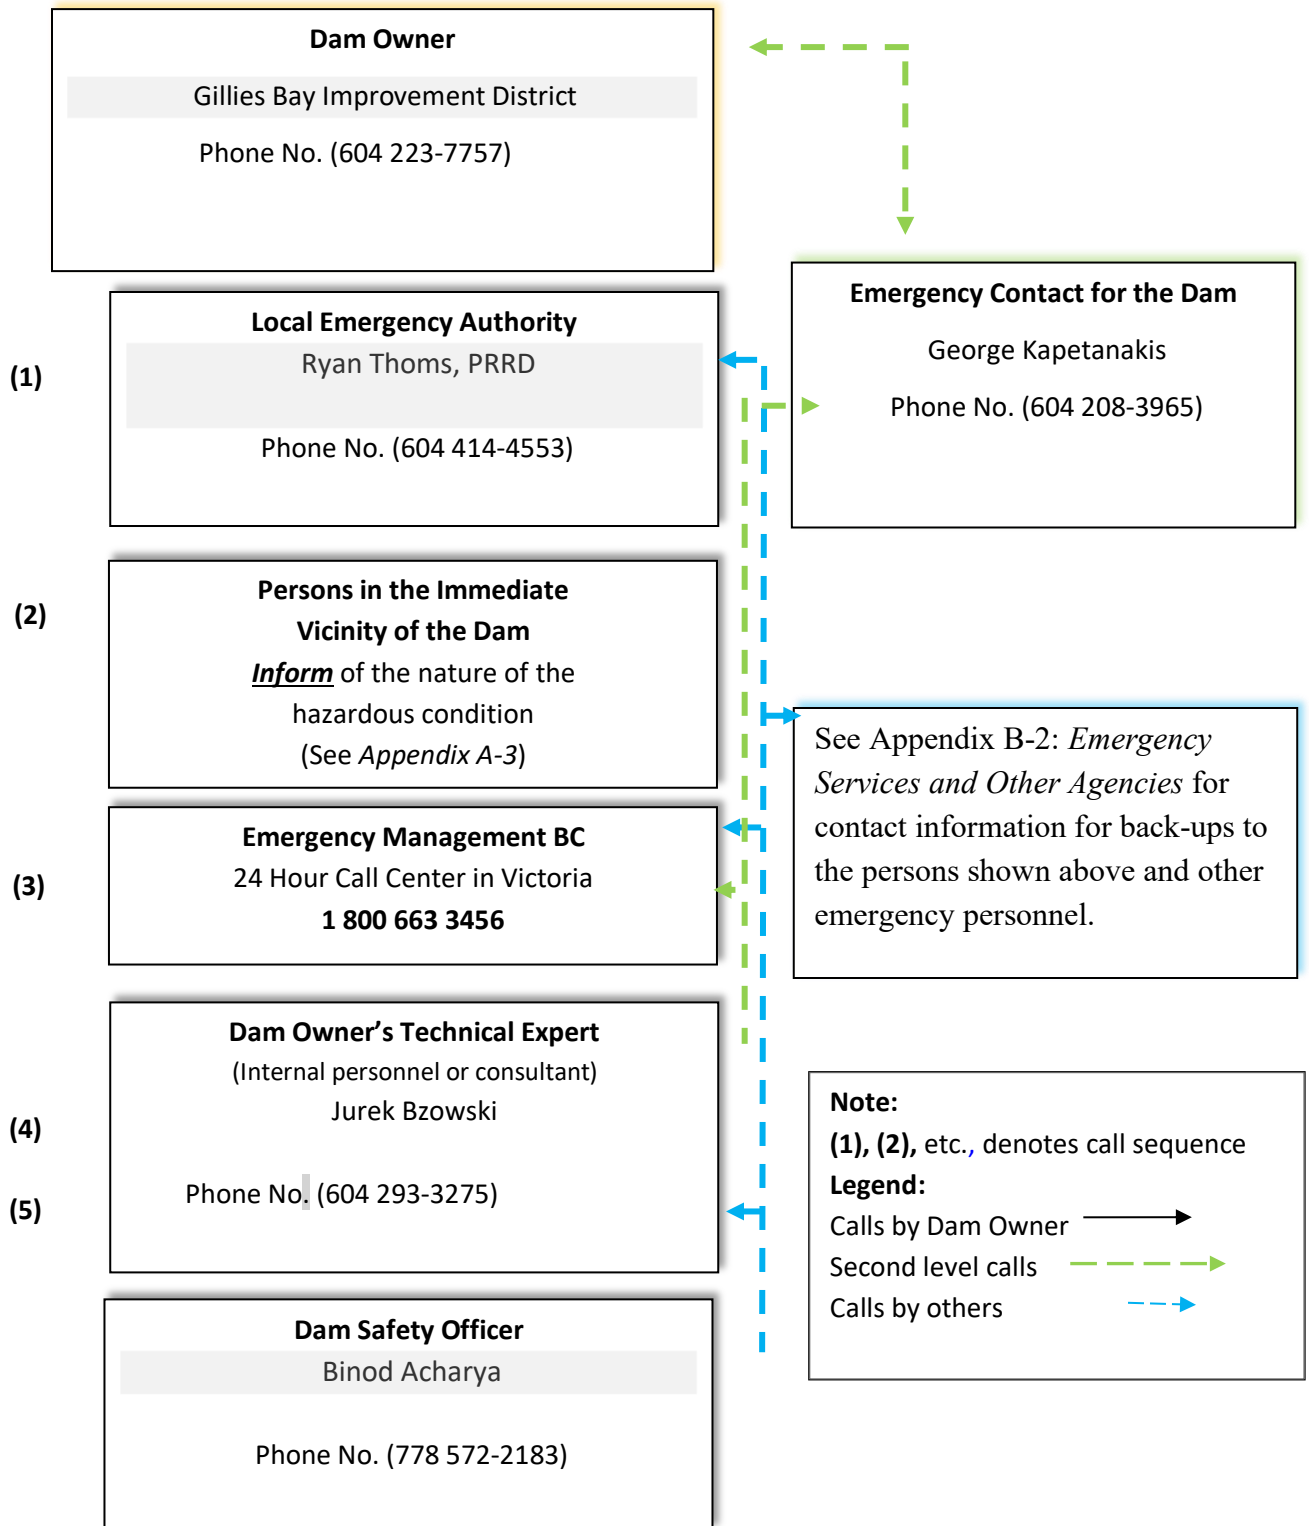 Dam Owner
Gillies Bay Improvement District
Phone No. (604 223-7757)
Emergency Contact for the Dam
George Kapetanakis
Phone No. (604 208-3965)
(1)
Local Emergency Authority
Ryan Thoms, PRRD
Phone No. (604 414-4553)
(2)
Persons in the Immediate
Vicinity of the Dam
Inform of the nature of the
hazardous condition
(See Appendix A-3)
See Appendix B-2: Emergency
Services and Other Agencies for
contact information for back-ups to
the persons shown above and other
emergency personnel.
(3)
Emergency Management BC
24 Hour Call Center in Victoria
1 800 663 3456
(4)
Dam Owner’s Technical Expert
(Internal personnel or consultant)
Jurek Bzowski
(5)
Phone No. (604 293-3275)
Note:
(1), (2), etc., denotes call sequence
Legend:
Calls by Dam Owner
Second level calls
Calls by others
Dam Safety Officer
Binod Acharya
Phone No. (778 572-2183)